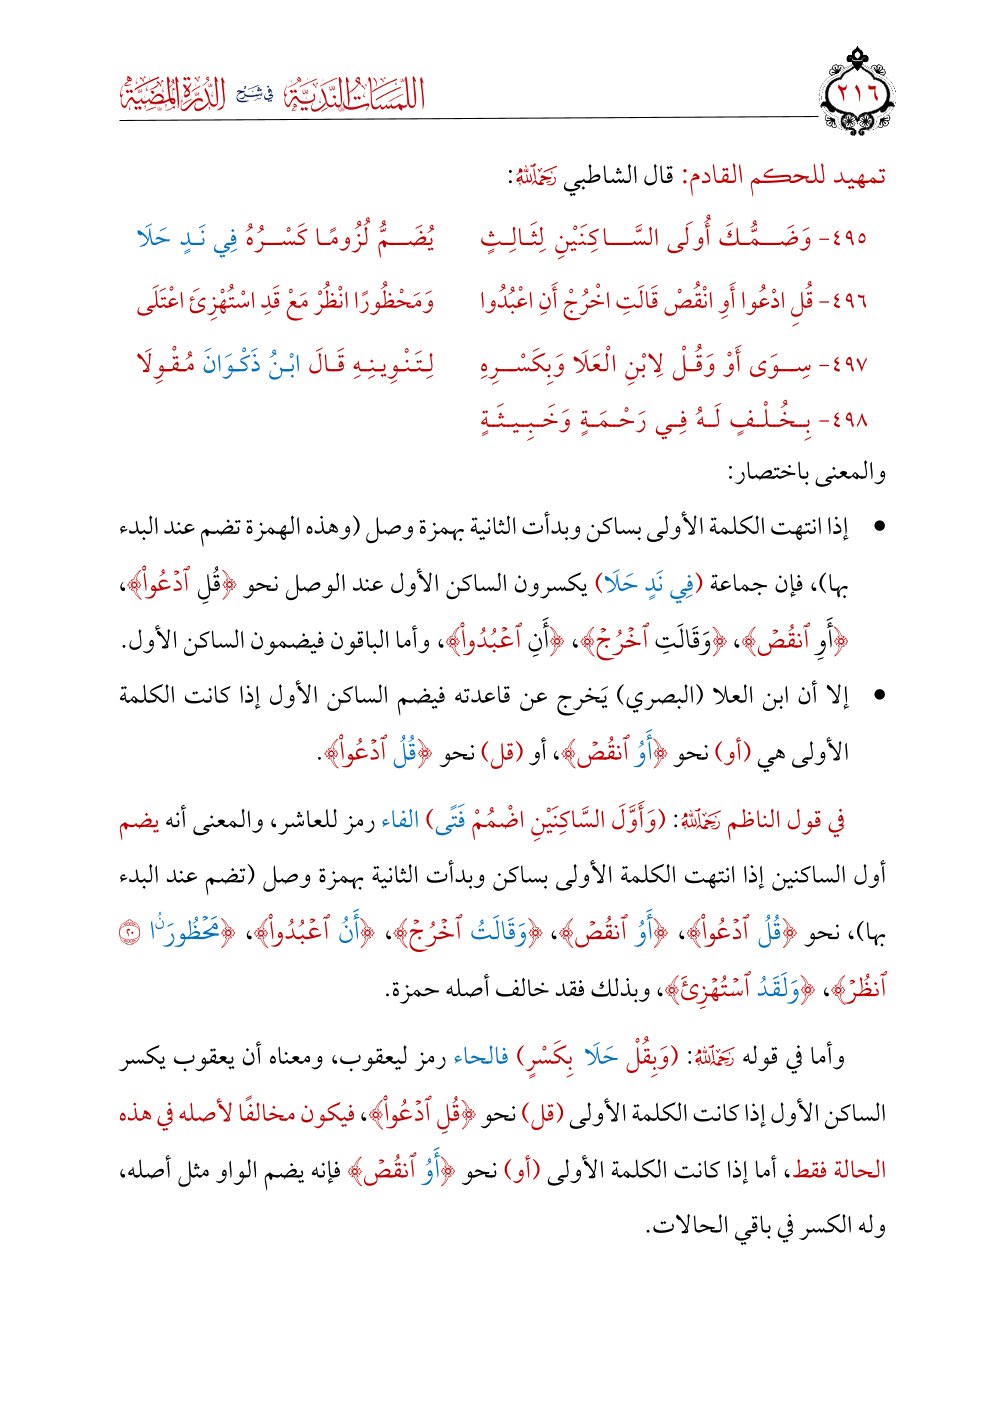 ٢١٦
اللمسات الندية في شرح الدرة المضية
تمهيد للحكم القادم: قال الشاطبي رَحِمَهُ اللَّهُ:
٤٩٥- وَضَمُّكَ أُولَى السَّاكِنَيْنِ لِثَالِثٍ يُضَمُّ لُزُومًا كَسْرُهُ فِي نَدٍ حَلَا
٤٩٦- قُلِ ادْعُوا أَوِ انْقُصْ قَالَتِ اخْرُجْ أَنِ اعْبُدُوا وَمَحْظُورًا انْظُرْ مَعْ قَدِ اسْتُهْزِئَ اعْتَلَى
٤٩٧- سِوَى أَوْ وَقُلْ لِابْنِ الْعَلَا وَبِكَسْرِهِ لِتَنْوِينِهِ قَالَ ابْنُ ذَكْوَانَ مُقْوِلَا
٤٩٨- بِخُلْفٍ لَهُ فِي رَحْمَةٍ وَخَبِيثَةٍ
والمعنى باختصار:
● إذا انتهت الكلمة الأولى بساكن وبدأت الثانية بهمزة وصل (وهذه الهمزة تضم عند البدء
بها)، فإن جماعة (فِي نَدٍ حَلَا) يكسرون الساكن الأول عند الوصل نحو ﴿قُلِ ٱدۡعُواْ﴾،
﴿أَوِ ٱنقُصۡ﴾، ﴿وَقَالَتِ ٱخۡرُجۡ﴾، ﴿أَنِ ٱعۡبُدُواْ﴾، وأما الباقون فيضمون الساكن الأول.
● إلا أن ابن العلا (البصري) يَخرج عن قاعدته فيضم الساكن الأول إذا كانت الكلمة
الأولى هي (أو) نحو ﴿أَوُ ٱنقُصۡ﴾، أو (قل) نحو ﴿قُلُ ٱدۡعُواْ﴾.
في قول الناظم رَحِمَهُ اللَّهُ: (وَأَوَّلَ السَّاكِنَيْنِ اضْمُمْ فَتًى) الفاء رمز للعاشر، والمعنى أنه يضم
أول الساكنين إذا انتهت الكلمة الأولى بساكن وبدأت الثانية بهمزة وصل (تضم عند البدء
بها)، نحو ﴿قُلُ ٱدۡعُواْ﴾، ﴿أَوُ ٱنقُصۡ﴾، ﴿وَقَالَتُ ٱخۡرُجۡ﴾، ﴿أَنُ ٱعۡبُدُواْ﴾، ﴿مَحۡظُورَنُا ٢٠
ٱنظُرۡ﴾، ﴿وَلَقَدُ ٱسۡتُهۡزِئَ﴾، وبذلك فقد خالف أصله حمزة.
وأما في قوله رَحِمَهُ اللَّهُ: (وَبِقُلْ حَلَا بِكَسْرٍ) فالحاء رمز ليعقوب، ومعناه أن يعقوب يكسر
الساكن الأول إذا كانت الكلمة الأولى (قل) نحو ﴿قُلِ ٱدۡعُواْ﴾، فيكون مخالفًا لأصله في هذه
الحالة فقط، أما إذا كانت الكلمة الأولى (أو) نحو ﴿أَوُ ٱنقُصۡ﴾ فإنه يضم الواو مثل أصله،
وله الكسر في باقي الحالات.